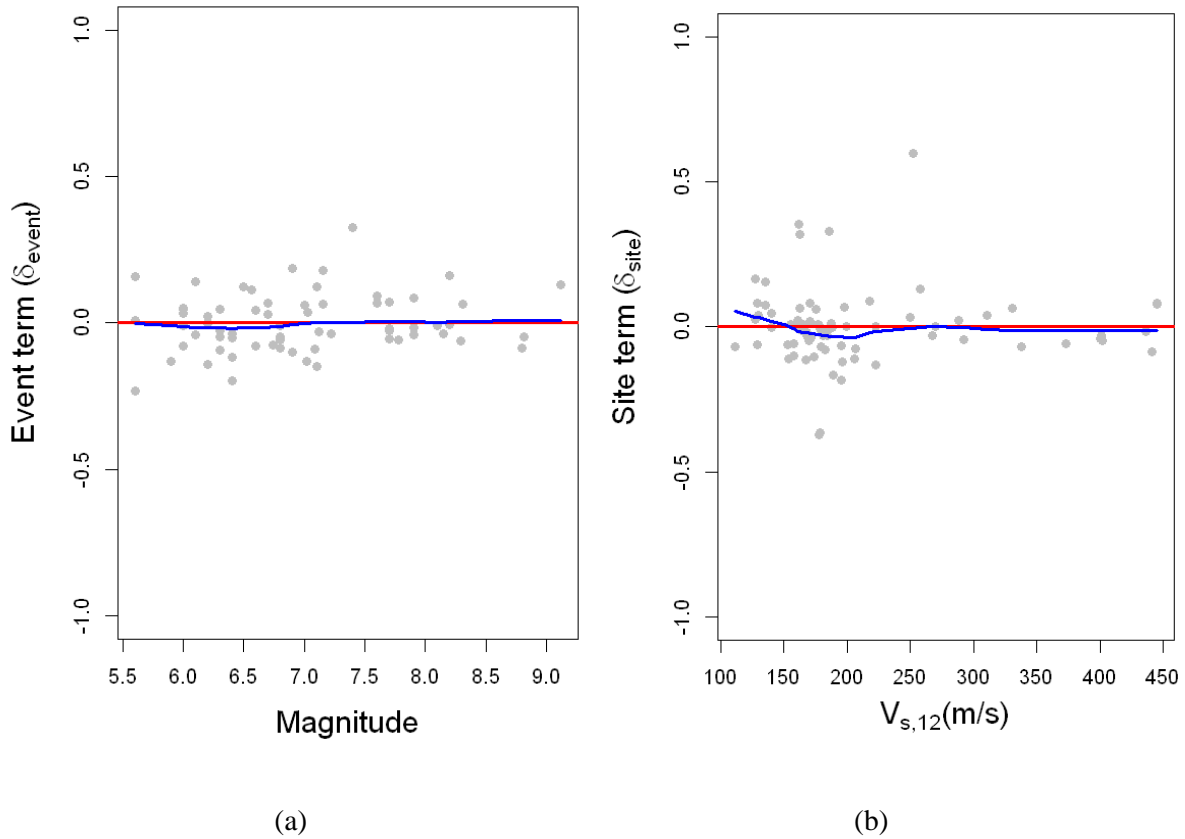 1.0
0.5
0.0
-0.5
-1.0
Event term (δevent)
5.5 6.0 6.5 7.0 7.5 8.0 8.5 9.0
Magnitude
(a)
1.0
0.5
0.0
-0.5
-1.0
Site term (δsite)
100 150 200 250 300 350 400 450
Vs,12(m/s)
(b)